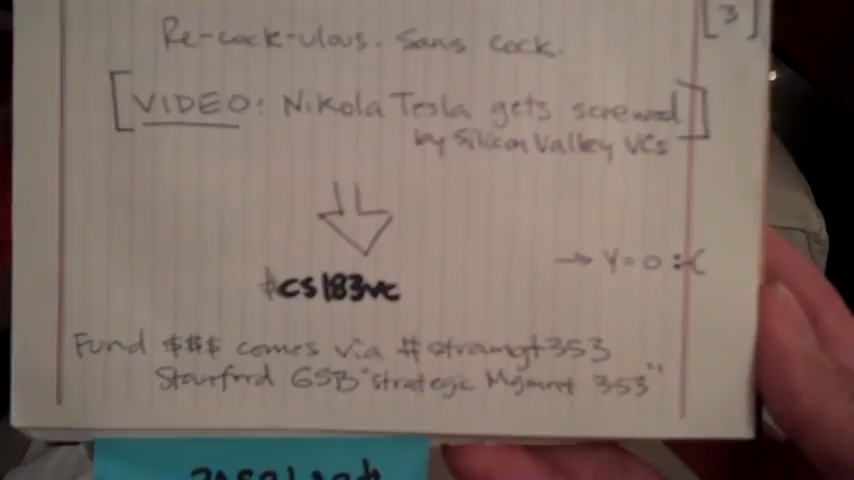 [3]
Re-cock-ulous. Sans cock.
[VIDEO: Nikola Tesla gets screwed
by Silicon Valley VCs]
→ Y=0 :(
#CS183vc
Fund $$$ comes via #stramgt353
Stanford GSB "Strategic Mgmnt 353"